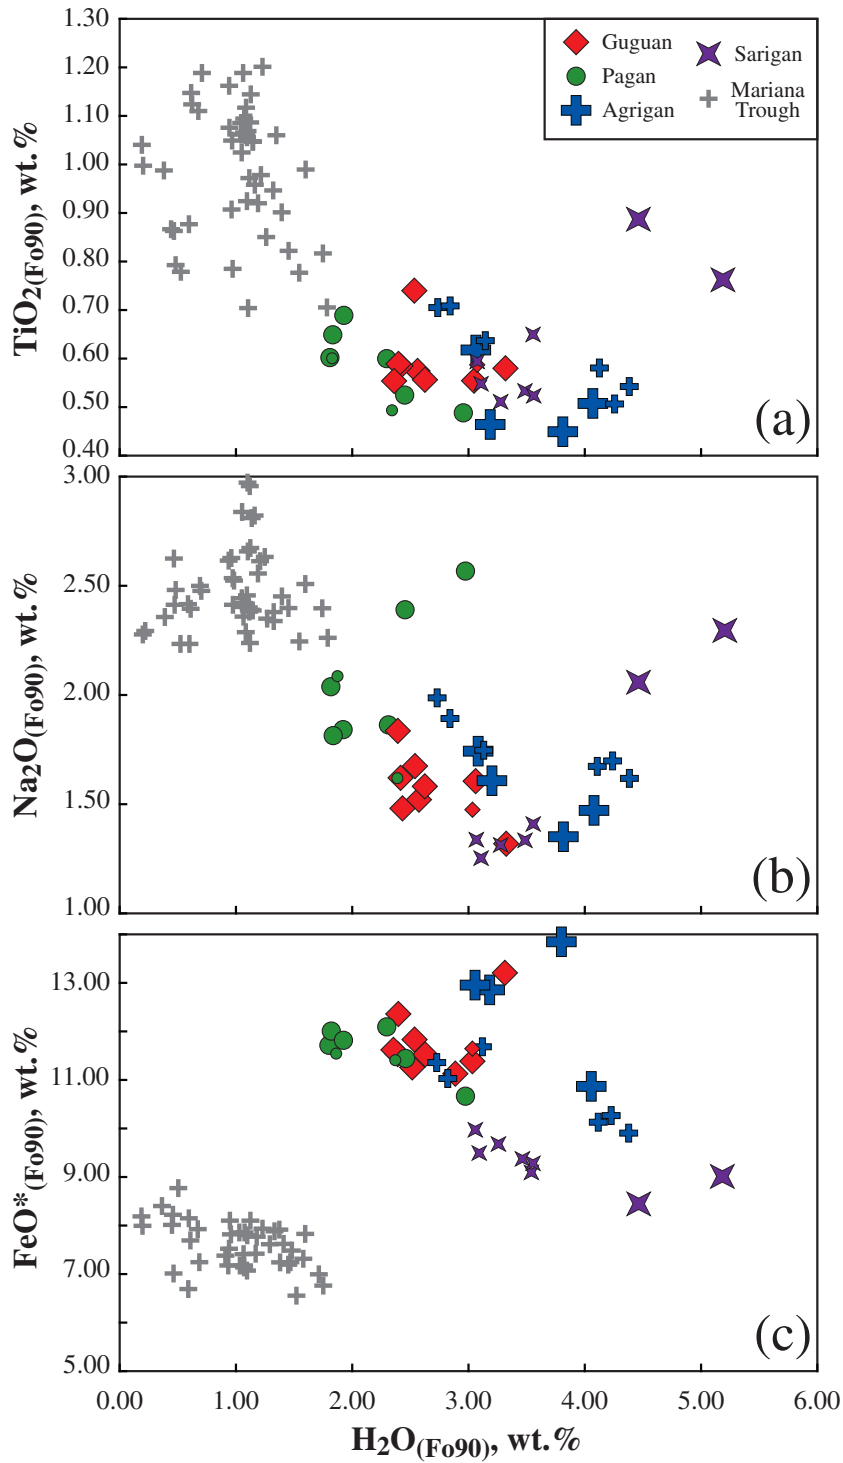 1.30
1.20
1.10
1.00
0.90
0.80
0.70
0.60
0.50
0.40
TiO2(Fo90), wt.%
Guguan
Pagan
Agrigan
Sarigan
Mariana
Trough
(a)
3.00
2.50
2.00
1.50
1.00
Na2O(Fo90), wt.%
(b)
13.00
11.00
9.00
7.00
5.00
FeO*(Fo90), wt.%
(c)
0.00 1.00 2.00 3.00 4.00 5.00 6.00
H2O(Fo90), wt.%